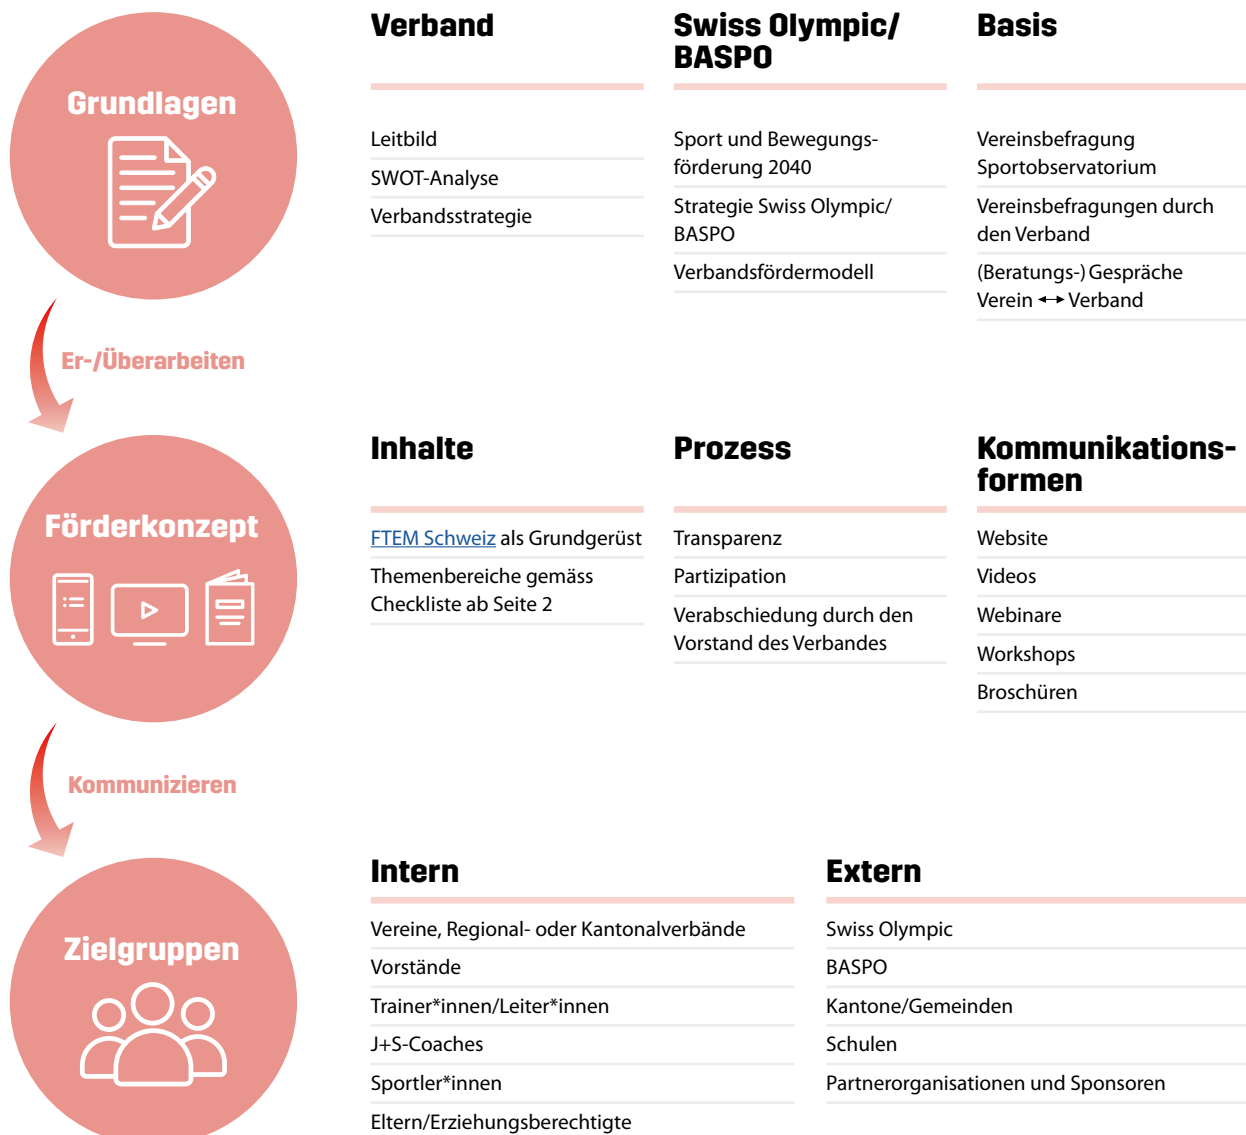 Grundlagen
Verband
Leitbild
SWOT-Analyse
Verbandsstrategie
Swiss Olympic/
BASPO
Sport und Bewegungs-
förderung 2040
Strategie Swiss Olympic/
BASPO
Verbandsfördermodell
Basis
Vereinsbefragung
Sportobservatorium
Vereinsbefragungen durch
den Verband
(Beratungs-) Gespräche
Verein ↔ Verband
Er-/Überarbeiten
Förderkonzept
Inhalte
FTEM Schweiz als Grundgerüst
Themenbereiche gemäss
Checkliste ab Seite 2
Prozess
Transparenz
Partizipation
Verabschiedung durch den
Vorstand des Verbandes
Kommunikations-
formen
Website
Videos
Webinare
Workshops
Broschüren
Kommunizieren
Zielgruppen
Intern
Vereine, Regional- oder Kantonalverbände
Vorstände
Trainer*innen/Leiter*innen
J+S-Coaches
Sportler*innen
Eltern/Erziehungsberechtigte
Extern
Swiss Olympic
BASPO
Kantone/Gemeinden
Schulen
Partnerorganisationen und Sponsoren